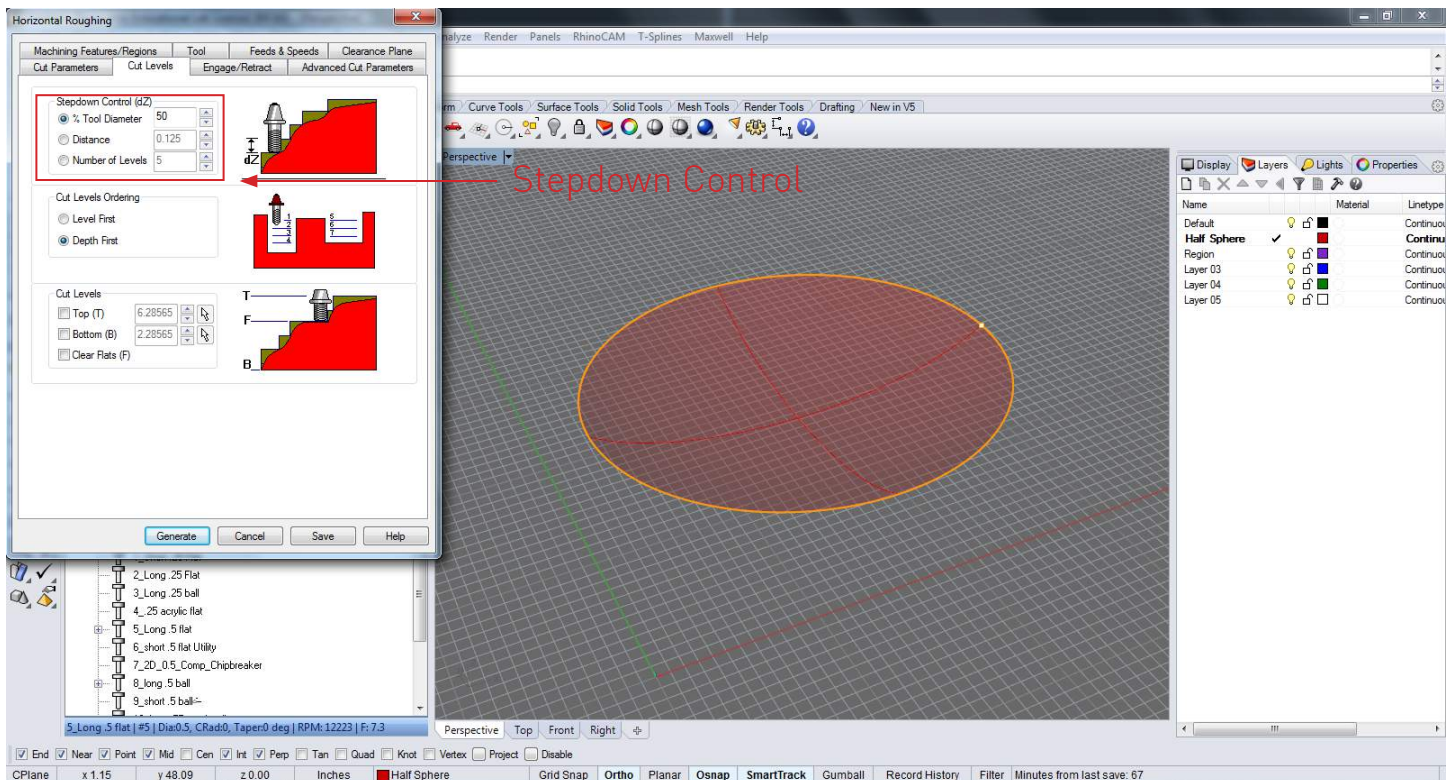 Horizontal Roughing
Machining Features/Regions Tool Feeds & Speeds Clearance Plane
Cut Parameters Cut Levels Engage/Retract Advanced Cut Parameters
Stepdown Control (dZ)
% Tool Diameter 50
Distance 0.125
Number of Levels 5
dZ
Cut Levels Ordering
Level First
Depth First
1 5
2 6
3 7
4
Cut Levels
Top (T) 6.28565
Bottom (B) 2.28565
Clear Flats (F)
T
F
B
Generate Cancel Save Help
Render Panels RhinoCAM T-Splines Maxwell Help
Curve Tools Surface Tools Solid Tools Mesh Tools Render Tools Drafting New in V5
Perspective
Stepdown Control
Display Layers Lights Properties
Name Material Linetype
Default
Half Sphere
Region
Layer 03
Layer 04
Layer 05
2_Long .25 Flat
3_Long .25 ball
4_.25 acrylic flat
5_Long .5 flat
6_short .5 flat Utility
7_2D_0.5_Comp_Chipbreaker
8_long .5 ball
9_short .5 ball
5_Long .5 flat | #5 | Dia:0.5, CRad:0, Taper:0 deg | RPM: 12223 | F: 7.3
Perspective Top Front Right
End Near Point Mid Cen Int Perp Tan Quad Knot Vertex Project Disable
CPlane x 1.15 y 48.09 z 0.00 Inches Half Sphere Grid Snap Ortho Planar Osnap SmartTrack Gumball Record History Filter Minutes from last save: 67